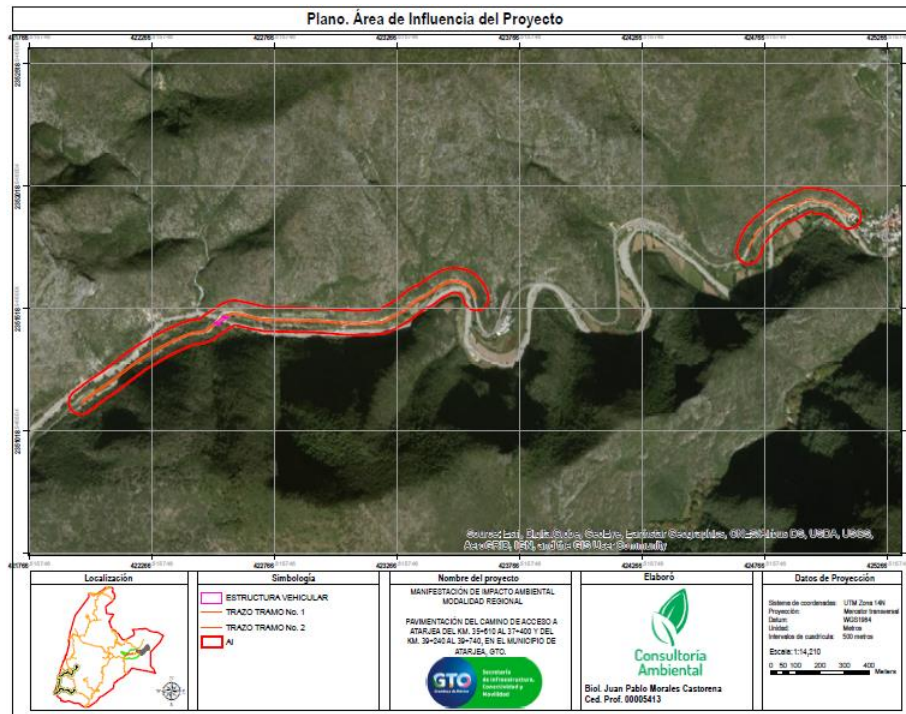 Plano. Área de Influencia del Proyecto
422266
422766
423266
423766
424266
424766
425266
Source: Esri, DigitalGlobe, GeoEye, Earthstar Geographics, CNES/Airbus DS, USDA, USGS,
AeroGRID, IGN, and the GIS User Community
Localización
Simbología
ESTRUCTURA VEHICULAR
TRAZO TRAMO No. 1
TRAZO TRAMO No. 2
AI
Nombre del proyecto
MANIFESTACIÓN DE IMPACTO AMBIENTAL
MODALIDAD REGIONAL
PAVIMENTACIÓN DEL CAMINO DE ACCESO A
ATARJEA DEL KM. 35+610 AL 37+400 Y DEL
KM. 39+240 AL 39+740, EN EL MUNICIPIO DE
ATARJEA, GTO.
GTO
Secretaría
de Infraestructura,
Conectividad y
Movilidad
Elaboró
Consultoría
Ambiental
Biol. Juan Pablo Morales Castorena
Ced. Prof. 00005413
Datos de Proyección
Sistema de coordenadas: UTM Zona 14N
Proyección: Mercator transversal
Datum: WGS1984
Unidad: Metros
Intervalos de cuadrícula: 500 metros
Escala: 1:14,210
0 50 100 200 300 400
Meters